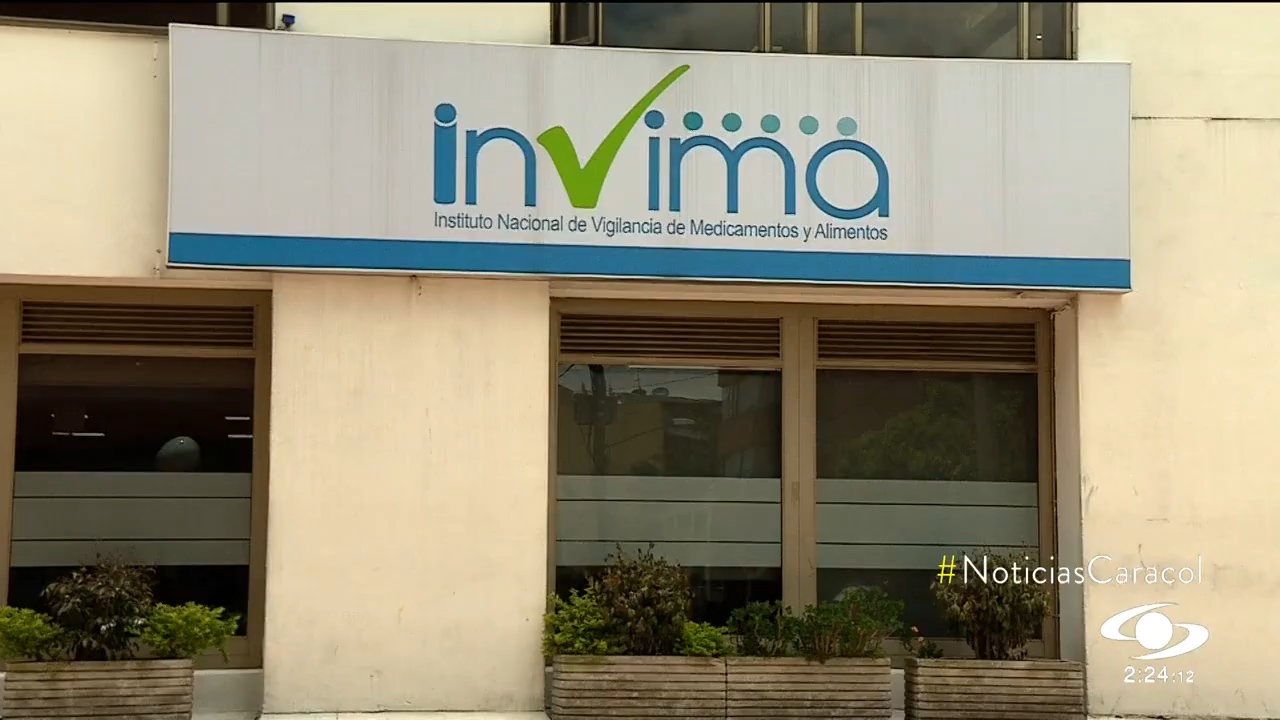 invima
Instituto Nacional de Vigilancia de Medicamentos y Alimentos
#NoticiasCaracol
2:24:12